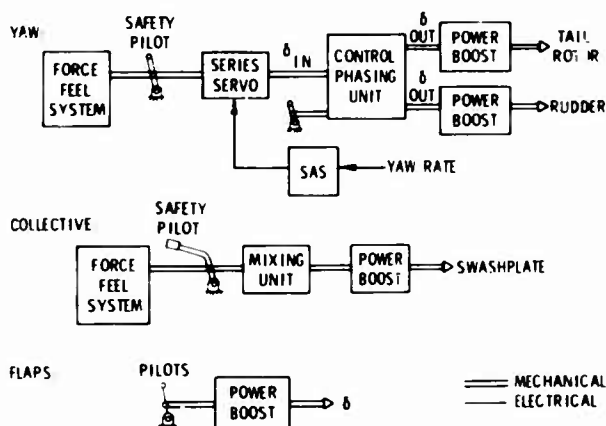 YAW
SAFETY
PILOT
FORCE
FEEL
SYSTEM
SERIES
SERVO
δ IN
CONTROL
PHASING
UNIT
δ
OUT
POWER
BOOST
TAIL
ROTOR
δ
OUT
POWER
BOOST
RUDDER
SAS
YAW RATE
COLLECTIVE
SAFETY
PILOT
FORCE
FEEL
SYSTEM
MIXING
UNIT
POWER
BOOST
SWASHPLATE
FLAPS
PILOTS
POWER
BOOST
δ
MECHANICAL
ELECTRICAL